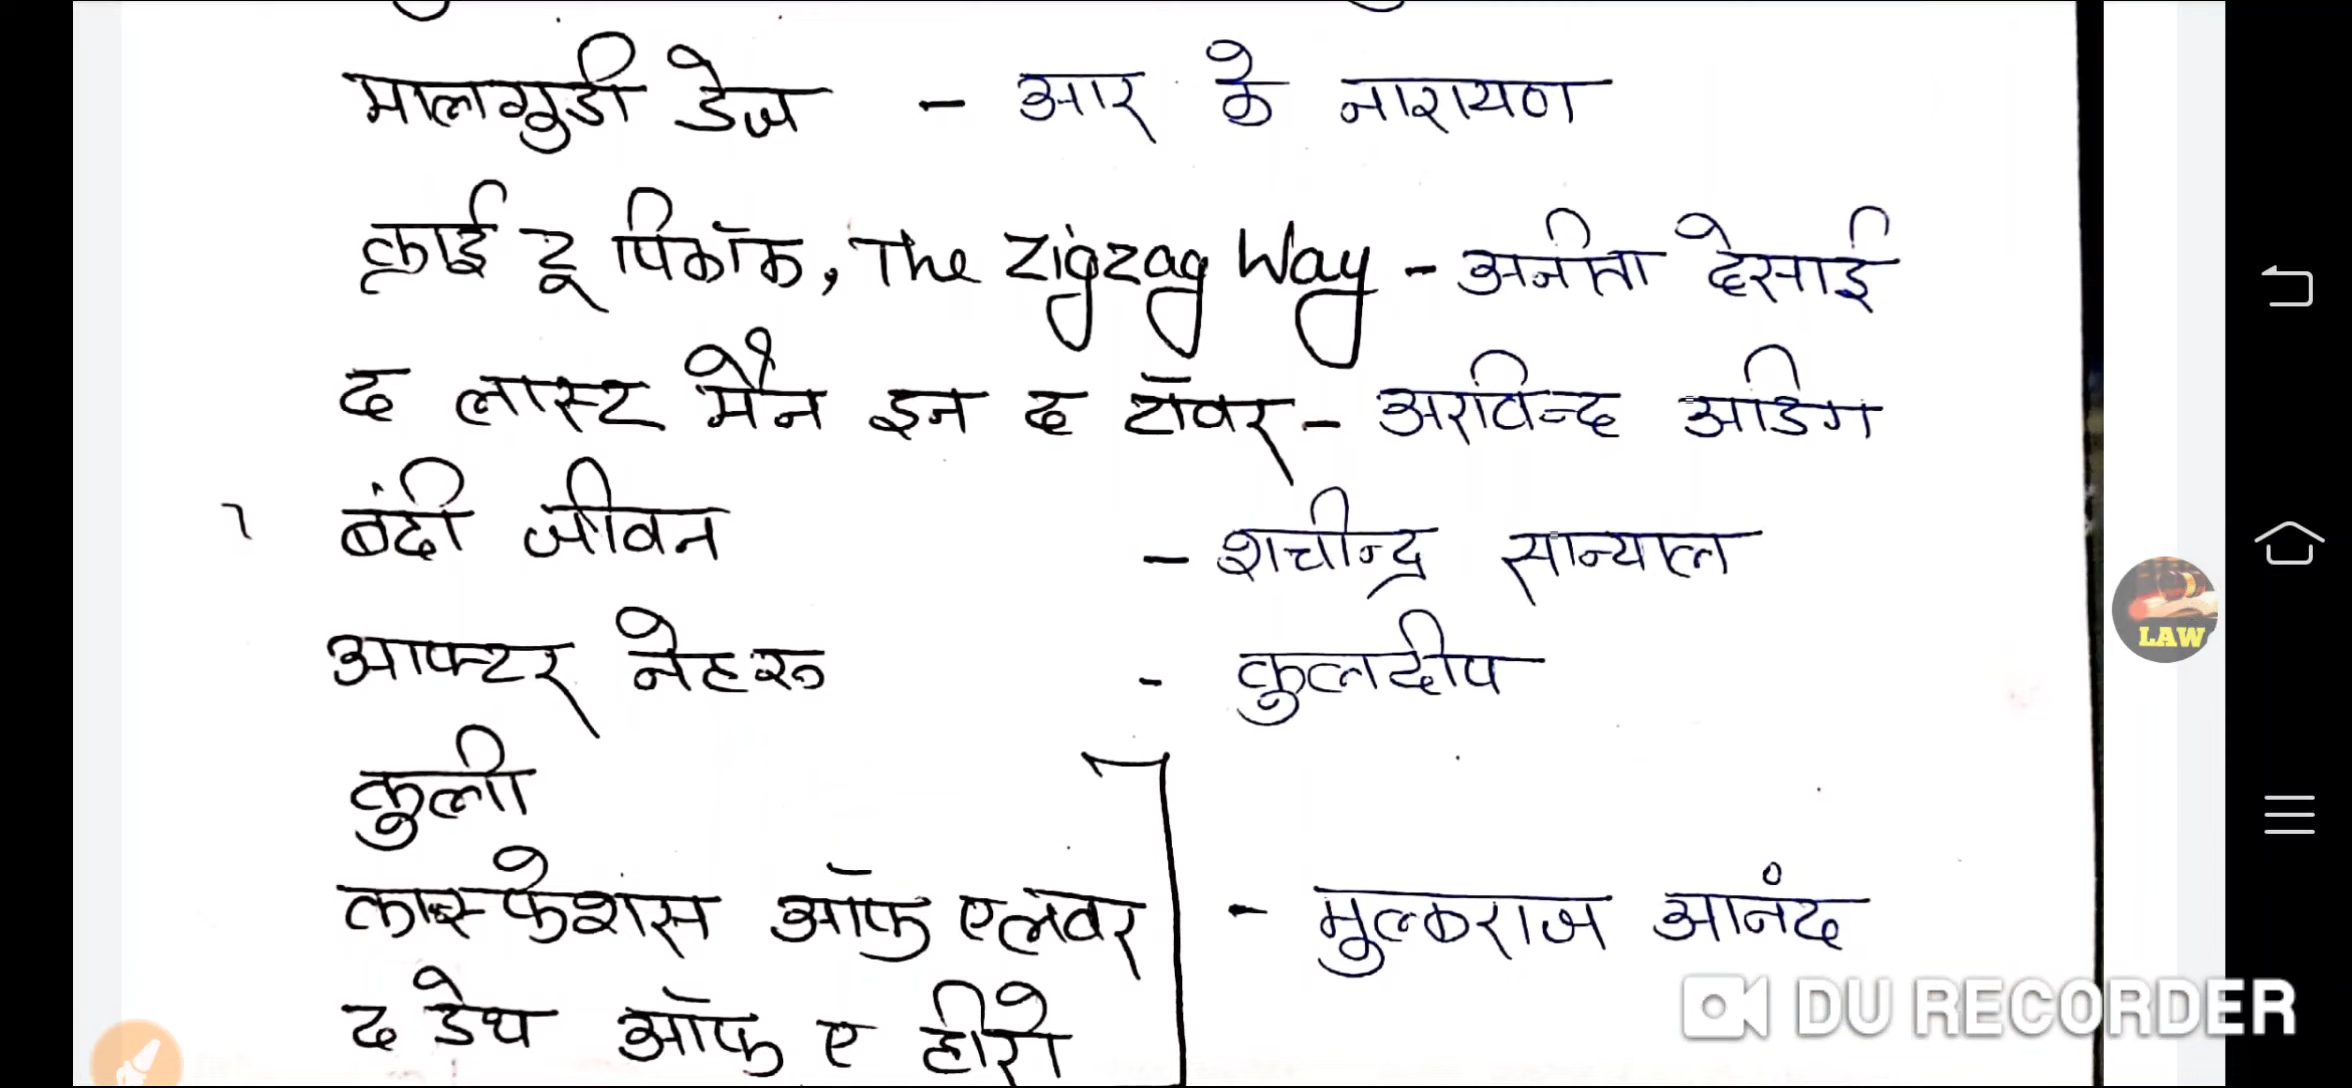 मालगुडी डेज - आर के नारायण
क्राई टू पिकॉक, The Zigzag Way - अनीता देसाई
द लास्ट मैन इन द टॉवर - अरविन्द अडिग
बंदी जीवन - शचीन्द्र सान्याल
आफ्टर नेहरू - कुलदीप
कुली
कान्फेशंस ऑफ ए लवर - मुल्कराज आनंद
द डेथ ऑफ ए हीरो
LAW
DU RECORDER